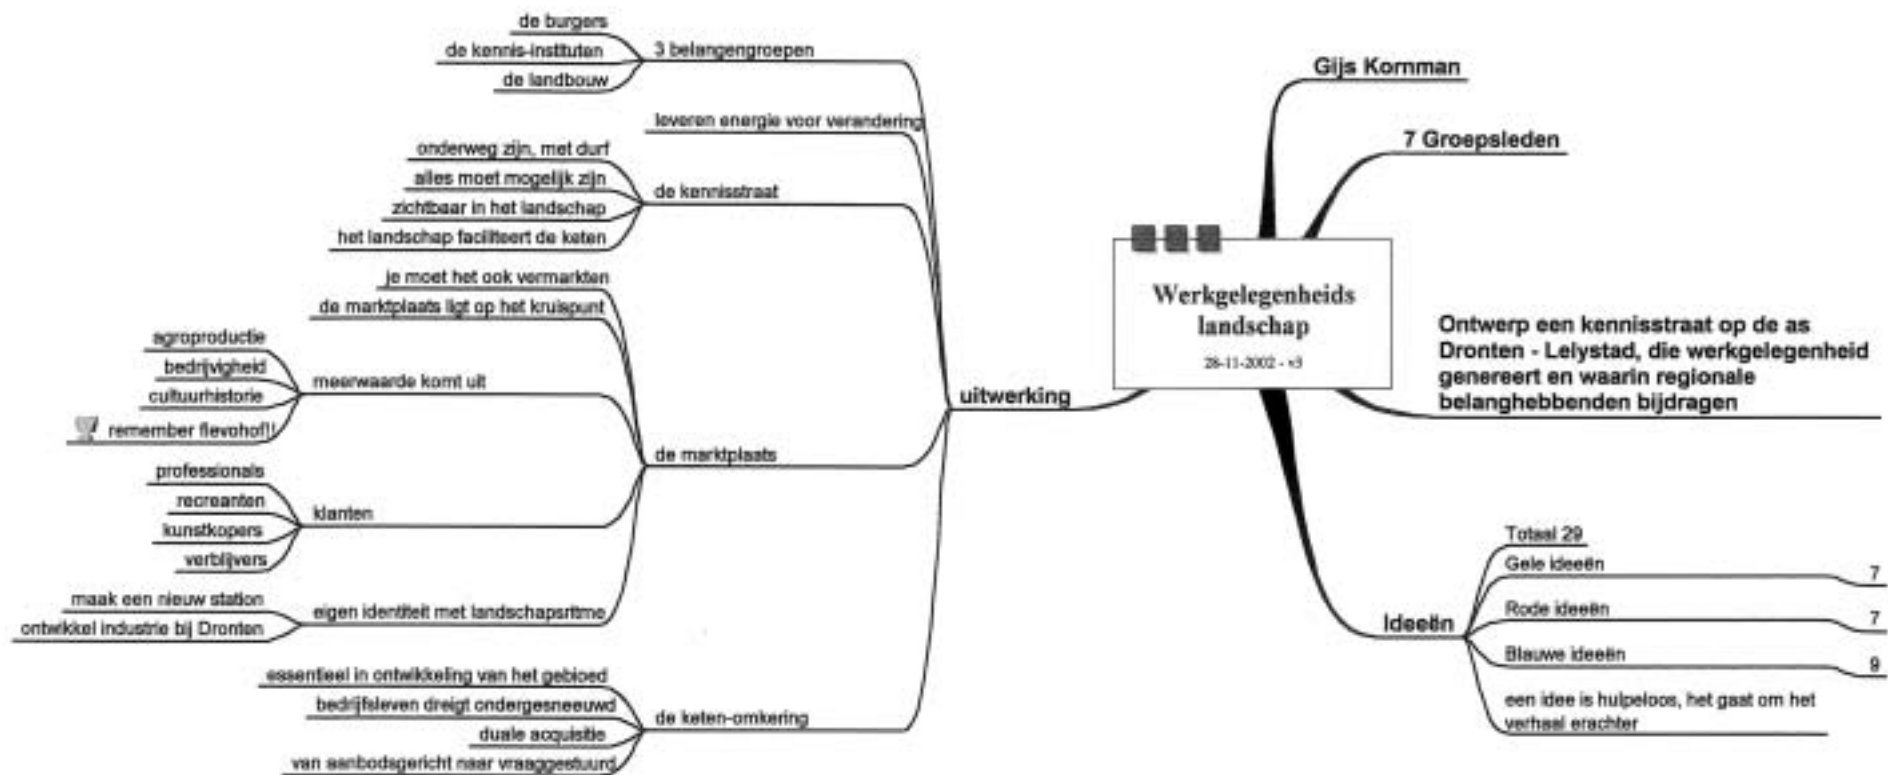 Werkgelegenheids
landschap
28-11-2002 - v3
Gijs Kornman
7 Groepsleden
Ontwerp een kennisstraat op de as
Dronten - Lelystad, die werkgelegenheid
genereert en waarin regionale
belanghebbenden bijdragen
Ideeën
Totaal 29
Gele ideeën
7
Rode ideeën
7
Blauwe ideeën
9
een idee is hulpeloos, het gaat om het
verhaal erachter
uitwerking
3 belangengroepen
de burgers
de kennis-instituten
de landbouw
leveren energie voor verandering
de kennisstraat
onderweg zijn, met durf
alles moet mogelijk zijn
zichtbaar in het landschap
het landschap faciliteert de keten
de marktplaats
je moet het ook vermarkten
de marktplaats ligt op het kruispunt
meerwaarde komt uit
agroproductie
bedrijvigheid
cultuurhistorie
remember flevohof!!
klanten
professionals
recreanten
kunstkopers
verblijvers
eigen identiteit met landschapsritme
maak een nieuw station
ontwikkel industrie bij Dronten
de keten-omkering
essentieel in ontwikkeling van het gebioed
bedrijfsleven dreigt ondergesneeuwd
duale acquisitie
van aanbodsgericht naar vraaggestuurd